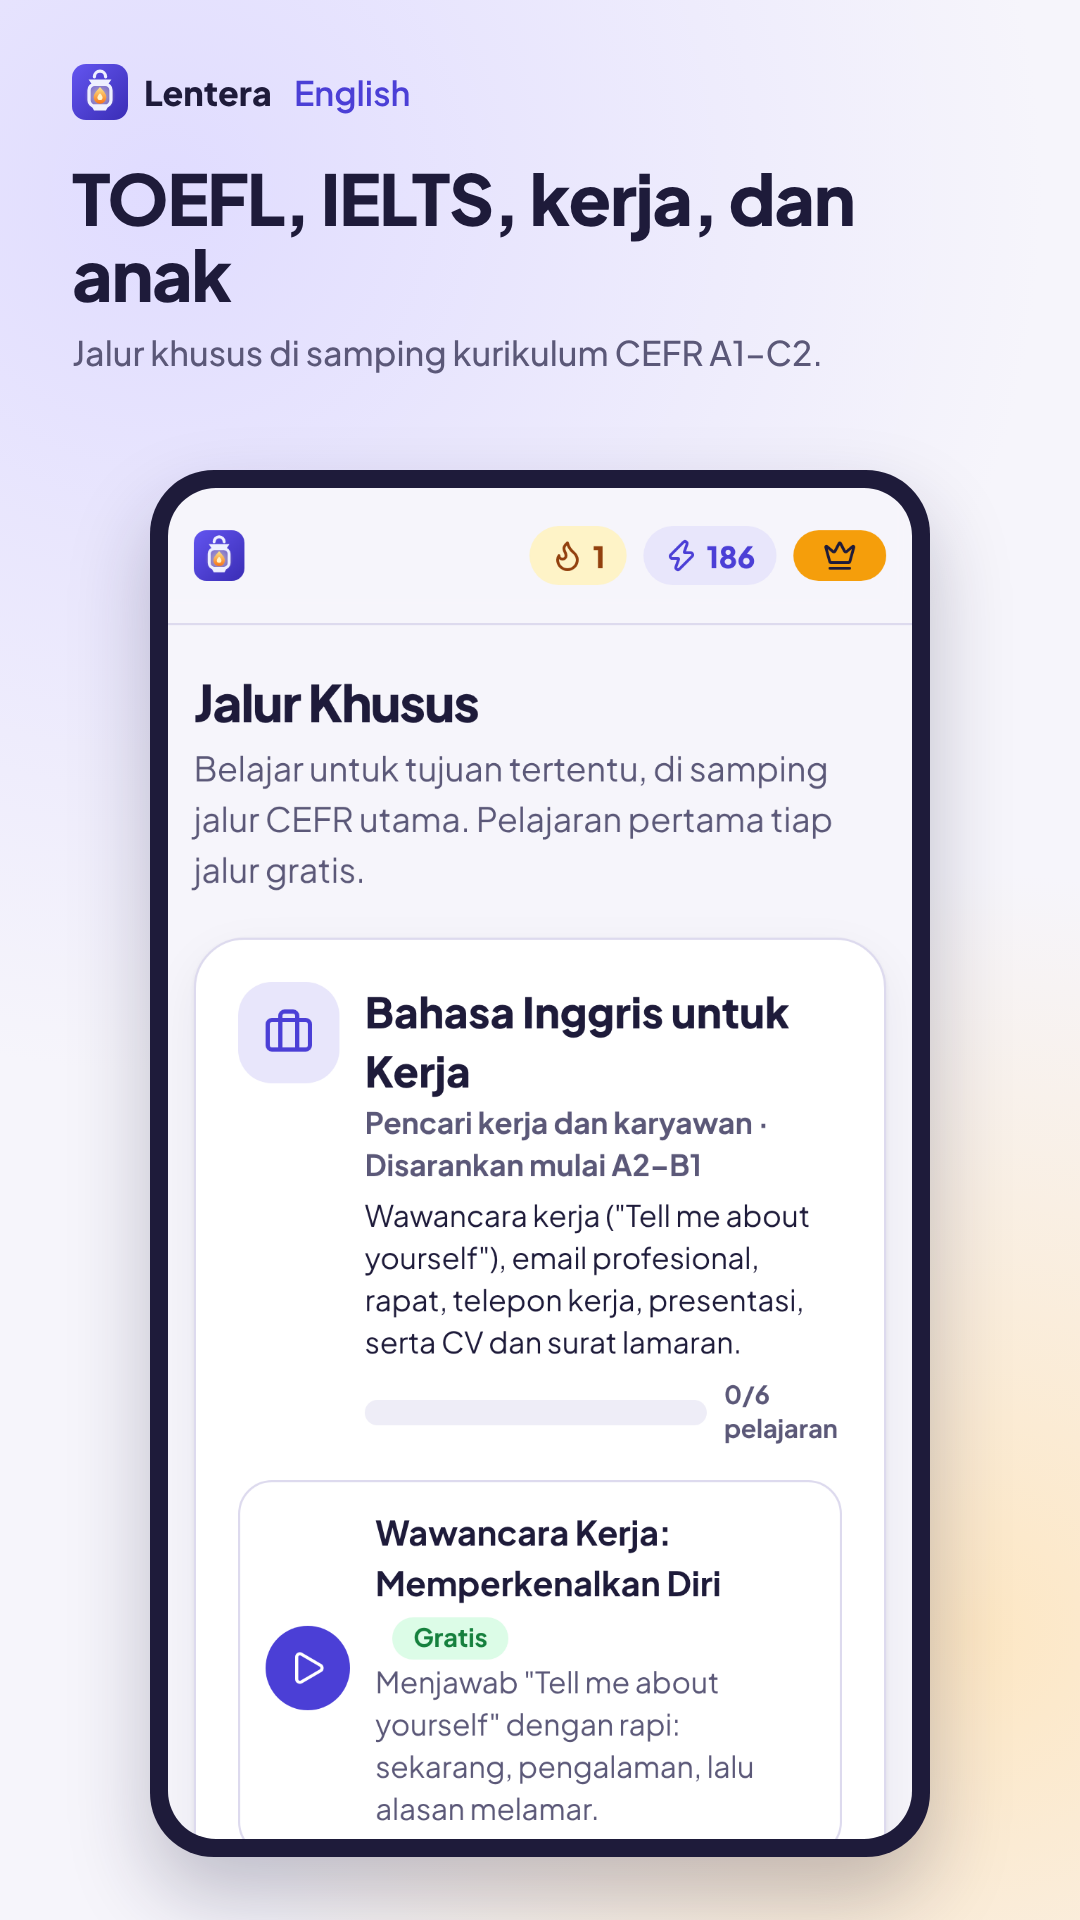 Lentera English
TOEFL, IELTS, kerja, dan
anak
Jalur khusus di samping kurikulum CEFR A1–C2.
1
186
Jalur Khusus
Belajar untuk tujuan tertentu, di samping
jalur CEFR utama. Pelajaran pertama tiap
jalur gratis.
Bahasa Inggris untuk
Kerja
Pencari kerja dan karyawan ·
Disarankan mulai A2–B1
Wawancara kerja ("Tell me about
yourself"), email profesional,
rapat, telepon kerja, presentasi,
serta CV dan surat lamaran.
0/6
pelajaran
Wawancara Kerja:
Memperkenalkan Diri
Gratis
Menjawab "Tell me about
yourself" dengan rapi:
sekarang, pengalaman, lalu
alasan melamar.